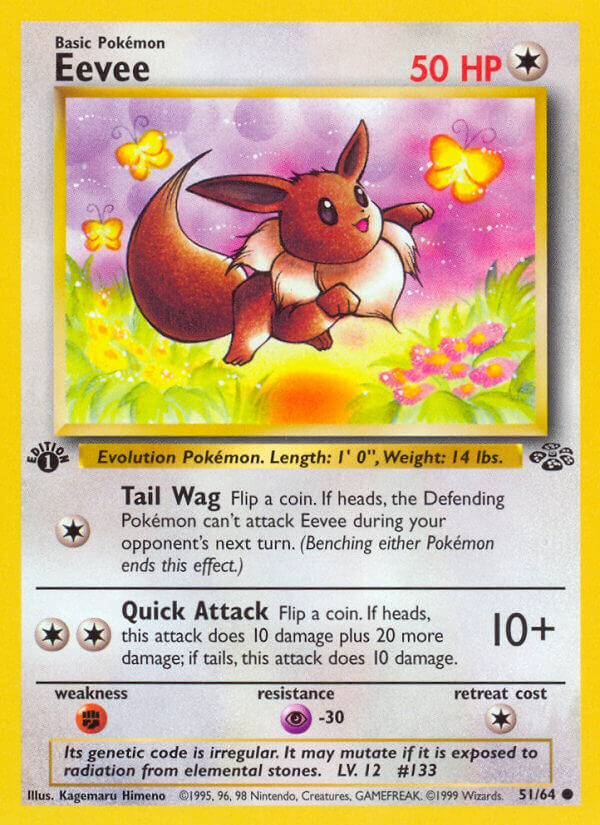 Basic Pokémon
Eevee
50 HP
EDITION
1
Evolution Pokémon. Length: 1' 0", Weight: 14 lbs.
Tail Wag Flip a coin. If heads, the Defending
Pokémon can't attack Eevee during your
opponent's next turn. (Benching either Pokémon
ends this effect.)
Quick Attack Flip a coin. If heads,
this attack does 10 damage plus 20 more
damage; if tails, this attack does 10 damage.
10+
weakness resistance retreat cost
-30
Its genetic code is irregular. It may mutate if it is exposed to
radiation from elemental stones. LV. 12 #133
Illus. Kagemaru Himeno ©1995, 96, 98 Nintendo, Creatures, GAMEFREAK. ©1999 Wizards. 51/64